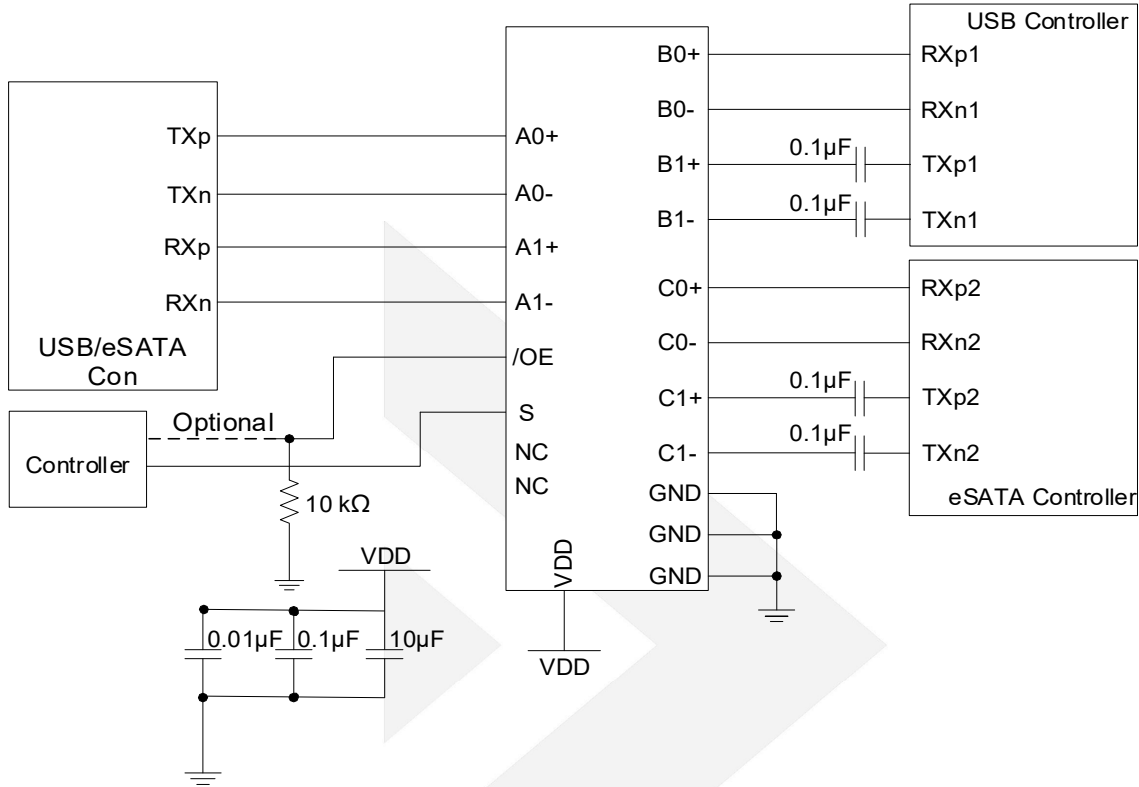 USB Controller
B0+
RXp1
B0-
RXn1
TXp
A0+
0.1µF
B1+
TXp1
TXn
A0-
0.1µF
B1-
TXn1
RXp
A1+
C0+
RXp2
RXn
A1-
C0-
RXn2
USB/eSATA
Con
/OE
0.1µF
C1+
TXp2
Optional
S
0.1µF
C1-
TXn2
Controller
NC
NC
GND
eSATA Controller
10 kΩ
GND
VDD
VDD
GND
0.01µF
0.1µF
10µF
VDD